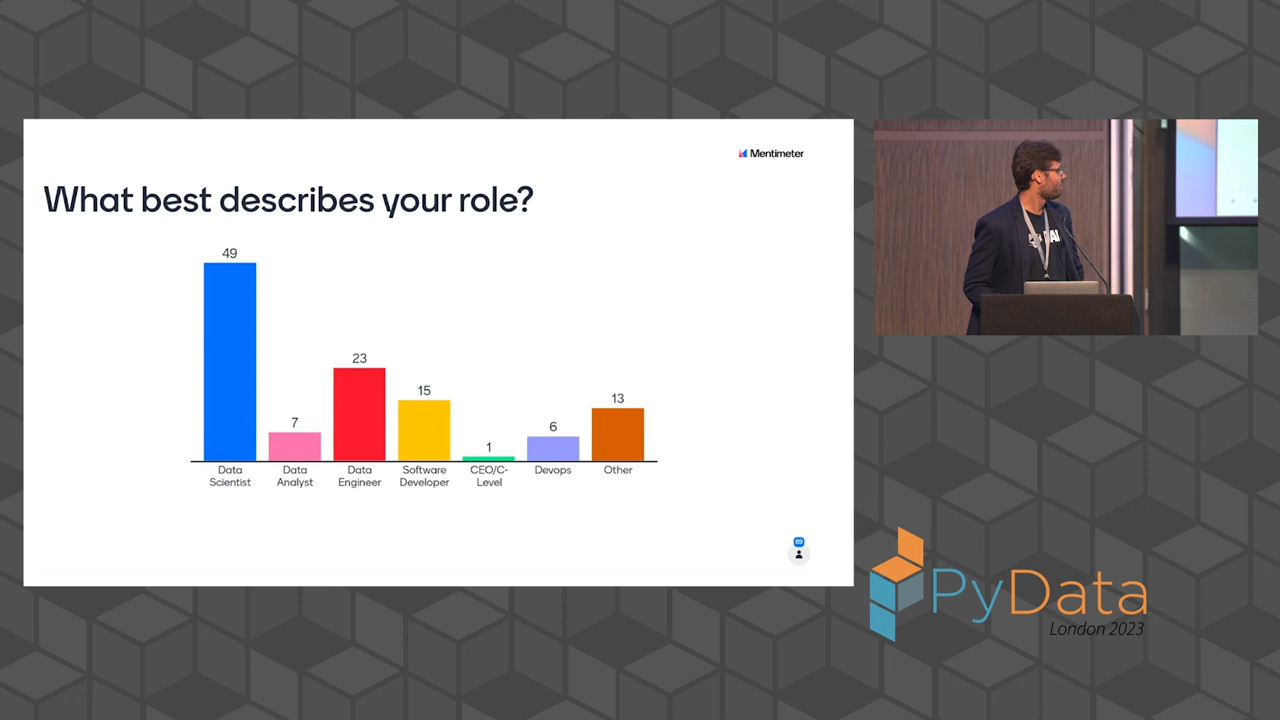 Mentimeter
What best describes your role?
49
7
23
15
1
6
13
Data Scientist
Data Analyst
Data Engineer
Software Developer
CEO/C-Level
Devops
Other
89
PyData
London 2023